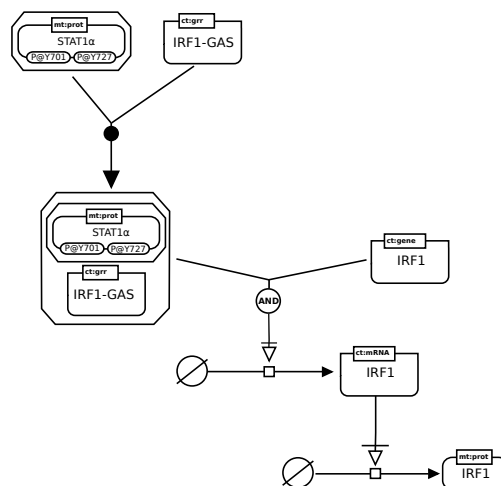 mt:prot
STAT1α
P@Y701 P@Y727
ct:grr
IRF1-GAS
mt:prot
STAT1α
P@Y701 P@Y727
ct:grr
IRF1-GAS
ct:gene
IRF1
AND
ct:mRNA
IRF1
mt:prot
IRF1